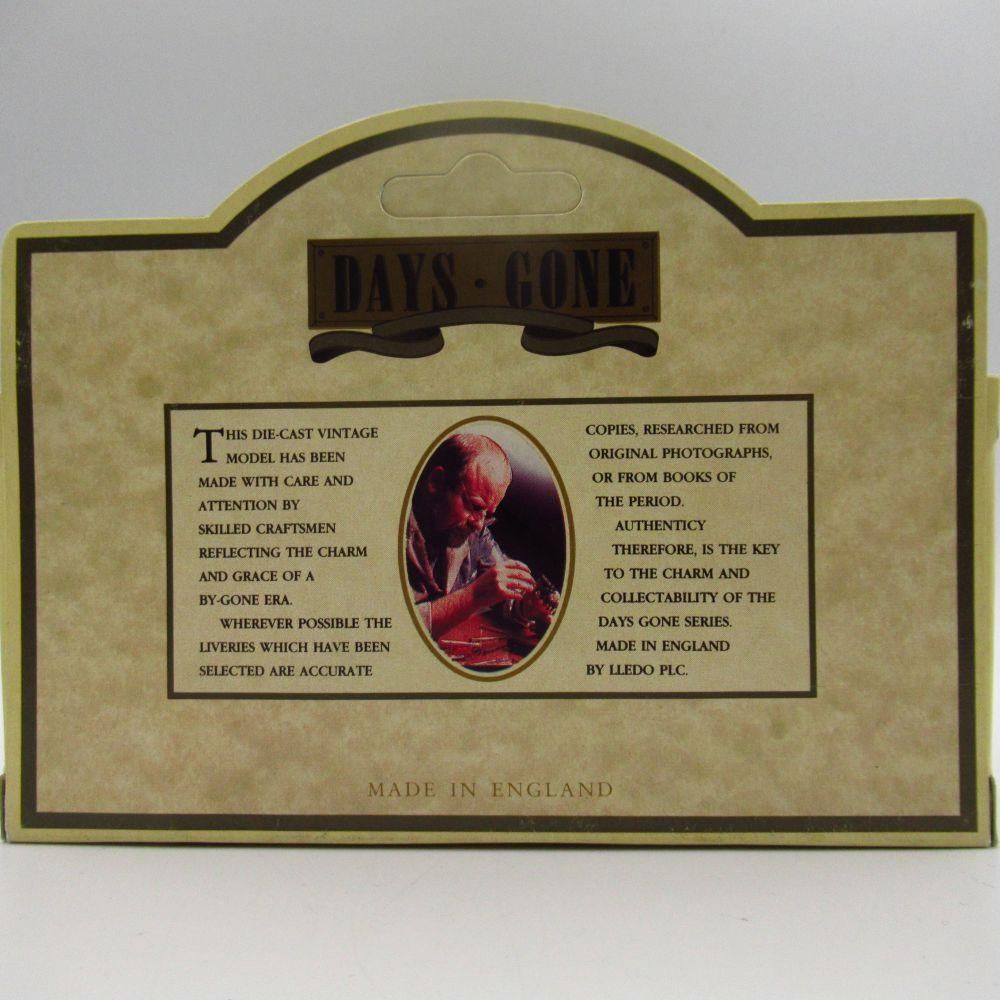 DAYS · GONE
THIS DIE-CAST VINTAGE
MODEL HAS BEEN
MADE WITH CARE AND
ATTENTION BY
SKILLED CRAFTSMEN
REFLECTING THE CHARM
AND GRACE OF A
BY-GONE ERA.
WHEREVER POSSIBLE THE
LIVERIES WHICH HAVE BEEN
SELECTED ARE ACCURATE
COPIES, RESEARCHED FROM
ORIGINAL PHOTOGRAPHS,
OR FROM BOOKS OF
THE PERIOD.
AUTHENTICY
THEREFORE, IS THE KEY
TO THE CHARM AND
COLLECTABILITY OF THE
DAYS GONE SERIES.
MADE IN ENGLAND
BY LLEDO PLC.
MADE IN ENGLAND